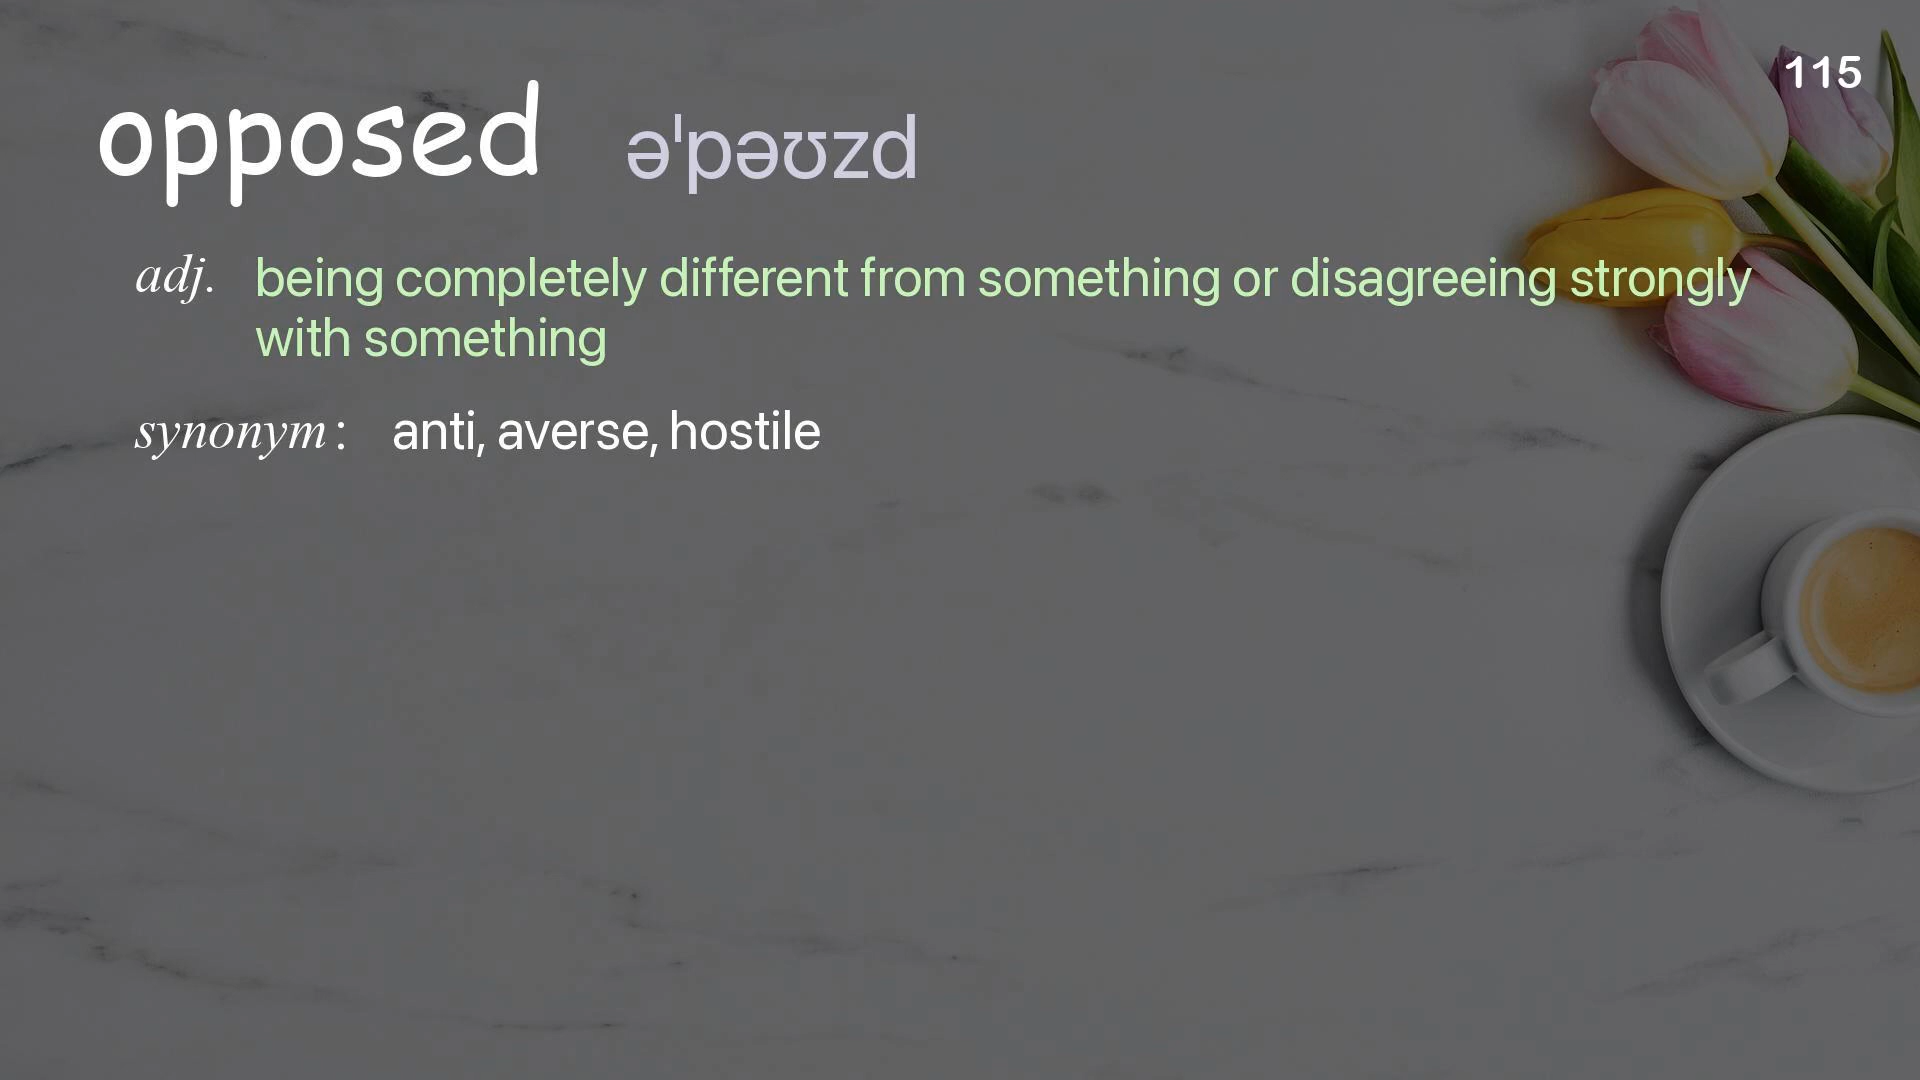 115
opposed əˈpəʊzd
adj. being completely different from something or disagreeing strongly
with something
synonym: anti, averse, hostile